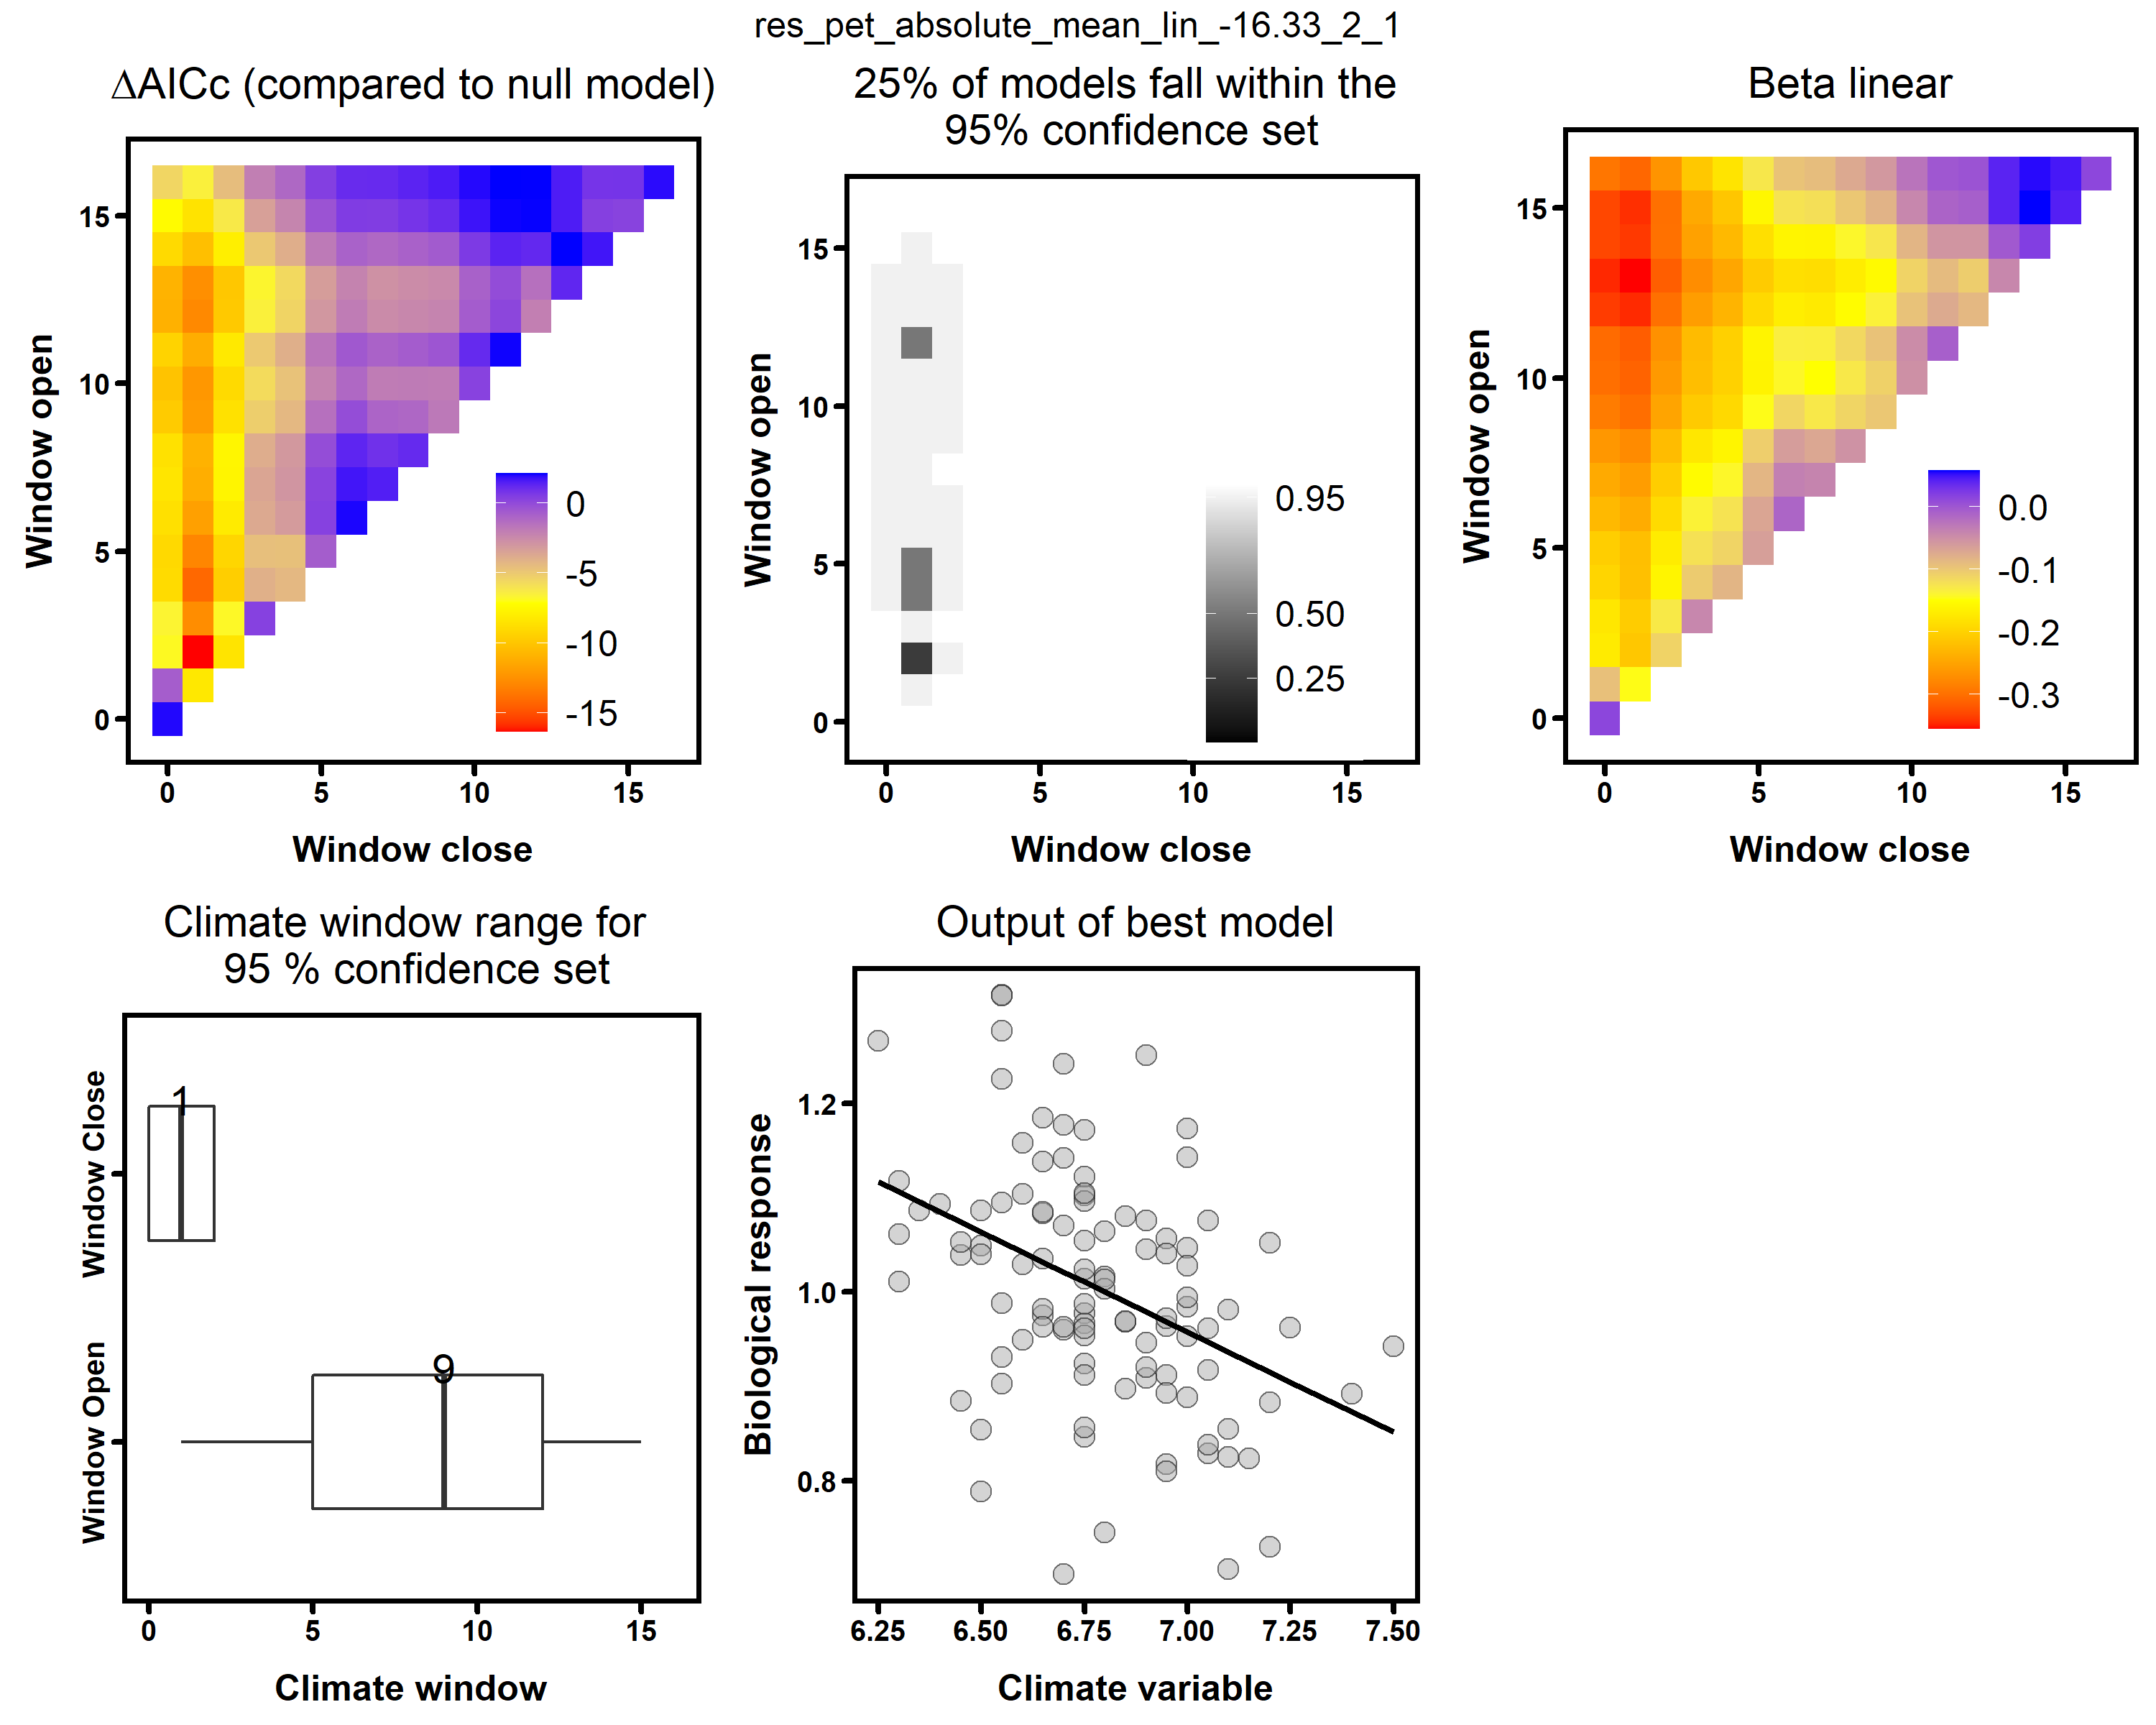 res_pet_absolute_mean_lin_-16.33_2_1
ΔAICc (compared to null model)
15
10
5
0
Window open
0
-5
-10
-15
0 5 10 15
Window close
25% of models fall within the
95% confidence set
15
10
5
0
Window open
0.95
0.50
0.25
0 5 10 15
Window close
Beta linear
15
10
5
0
Window open
0.0
-0.1
-0.2
-0.3
0 5 10 15
Window close
Climate window range for
95 % confidence set
Window Close
1
Window Open
9
0 5 10 15
Climate window
Output of best model
1.2
1.0
0.8
Biological response
6.25 6.50 6.75 7.00 7.25 7.50
Climate variable